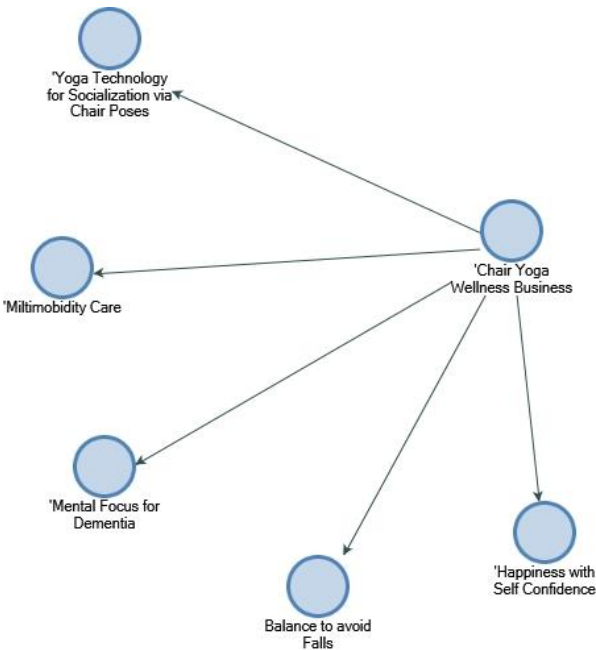 'Yoga Technology
for Socialization via
Chair Poses
'Chair Yoga
Wellness Business
'Miltimobidity Care
'Mental Focus for
Dementia
'Happiness with
Self Confidence
Balance to avoid
Falls